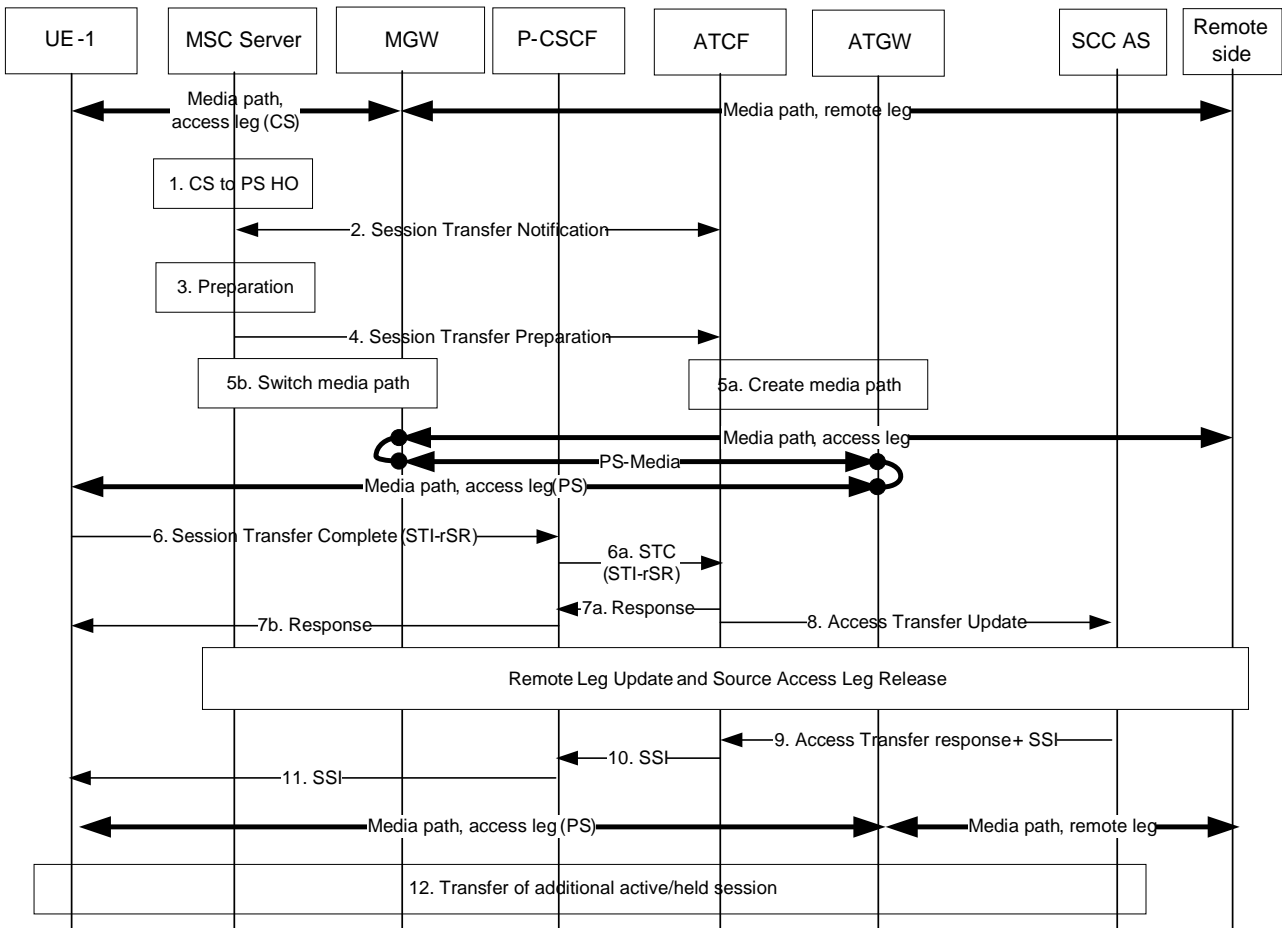 UE-1
MSC Server
MGW
P-CSCF
ATCF
ATGW
SCC AS
Remote
side
Media path,
access leg (CS)
Media path, remote leg
1. CS to PS HO
2. Session Transfer Notification
3. Preparation
4. Session Transfer Preparation
5b. Switch media path
5a. Create media path
Media path, access leg
PS-Media
Media path, access leg(PS)
6. Session Transfer Complete (STI-rSR)
6a. STC
(STI-rSR)
7a. Response
7b. Response
8. Access Transfer Update
Remote Leg Update and Source Access Leg Release
9. Access Transfer response + SSI
10. SSI
11. SSI
Media path, access leg (PS)
Media path, remote leg
12. Transfer of additional active/held session